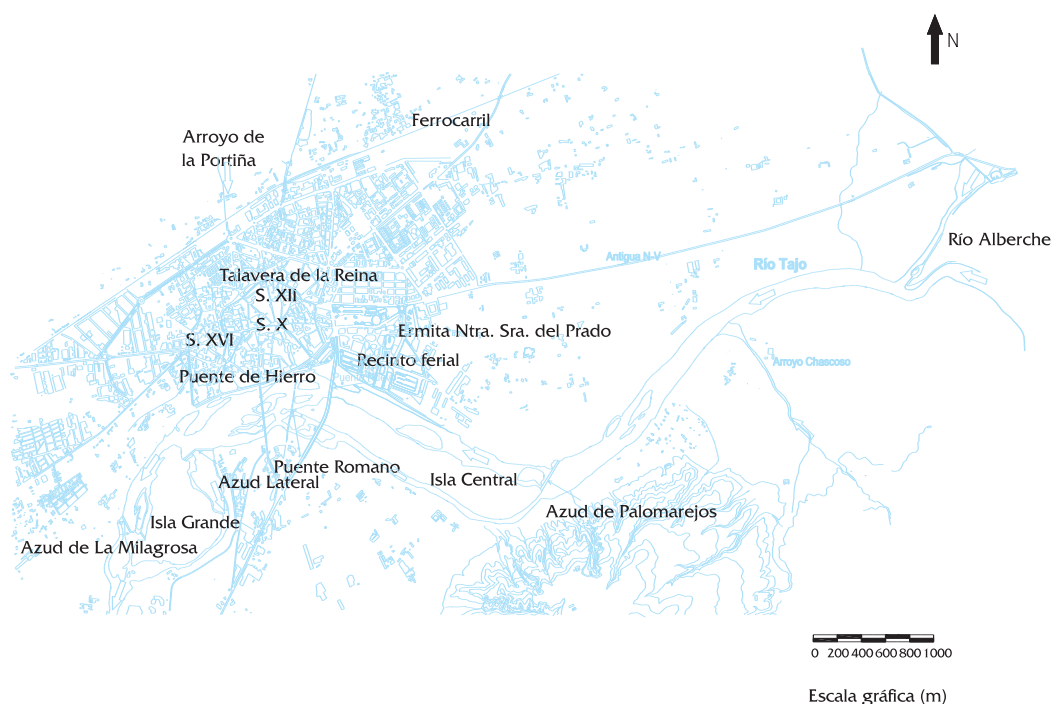 N
Ferrocarril
Arroyo de
la Portiña
Río Alberche
Antigua N-V
Río Tajo
Talavera de la Reina
S. XII
S. X
S. XVI
Ermita Ntra. Sra. del Prado
Recinto ferial
Arroyo Chascoso
Puente de Hierro
Puente Romano
Azud Lateral
Isla Central
Isla Grande
Azud de Palomarejos
Azud de La Milagrosa
0 200 400 600 800 1000
Escala gráfica (m)